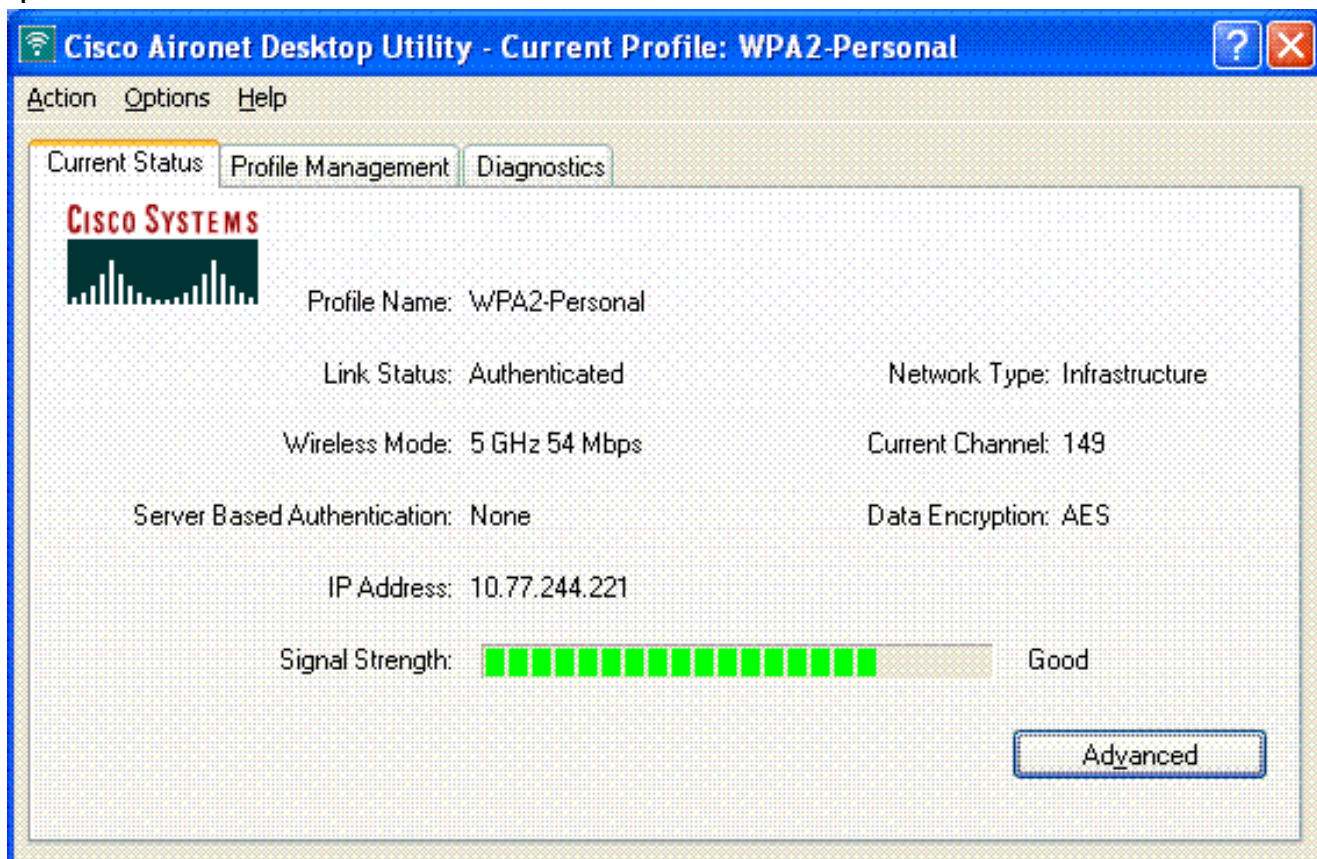 Cisco Aironet Desktop Utility - Current Profile: WPA2-Personal
Action Options Help
Current Status Profile Management Diagnostics
CISCO SYSTEMS
Profile Name: WPA2-Personal
Link Status: Authenticated Network Type: Infrastructure
Wireless Mode: 5 GHz 54 Mbps Current Channel: 149
Server Based Authentication: None Data Encryption: AES
IP Address: 10.77.244.221
Signal Strength: Good
Advanced